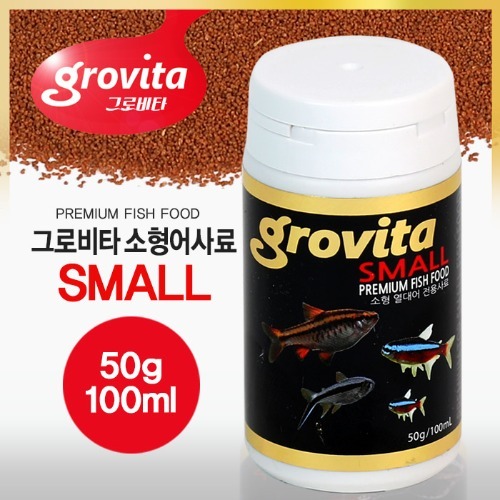 grovita
그로비타
PREMIUM FISH FOOD
그로비타 소형어사료
SMALL
50g
100ml
grovita
SMALL
PREMIUM FISH FOOD
소형 열대어 전용사료
50g/100mL